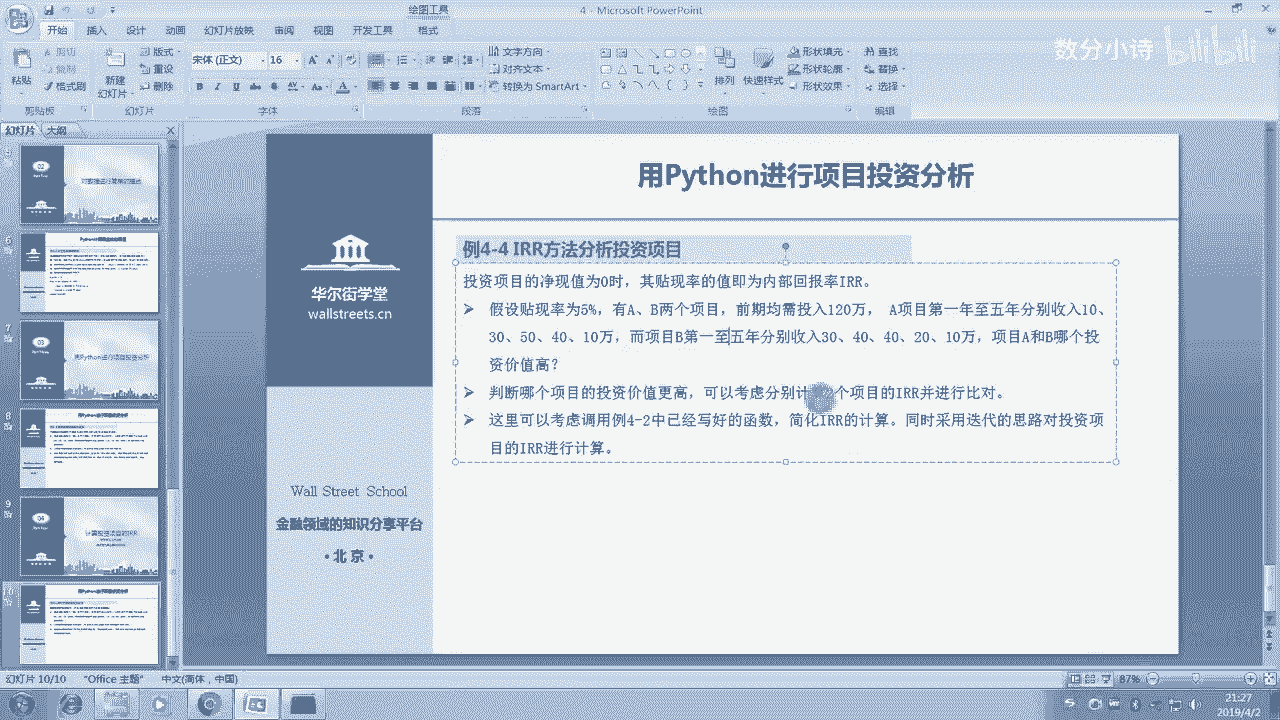 绘图工具
4 - Microsoft PowerPoint
开始 插入 设计 动画 幻灯片放映 审阅 视图 开发工具 格式
数分小诗 bilibili
粘贴
剪切
复制
格式刷
剪贴板
新建
幻灯片
版式
重设
删除
幻灯片
宋体 (正文) 16
字体
文字方向
对齐文本
转换为 SmartArt
段落
排列 快速样式
形状填充
形状轮廓
形状效果
绘图
查找
替换
选择
编辑
幻灯片 大纲
用Python进行项目投资分析
华尔街学堂
wallstreets.cn
Wall Street School
金融领域的知识分享平台
• 北 京 •
例4-4 IRR方法分析投资项目
投资项目的净现值为0时，其贴现率的值即为内部回报率IRR。
➢ 假设贴现率为5%，有A、B两个项目，前期均需投入120万， A项目第一年至五年分别收入10、
30、50、40、10万，而项目B第一至五年分别收入30、40、40、20、10万，项目A和B哪个投
资价值高？
➢ 判断哪个项目的投资价值更高，可以考虑分别计 个项目的IRR并进行比对。
➢ 这里可以考虑调用例4-2中已经写好的函数，简化IRR的计算。同时采用迭代的思路对投资项
目的IRR进行计算。
幻灯片 10/10 "Office 主题" 中文(简体，中国)
87%
21:27
2019/4/2